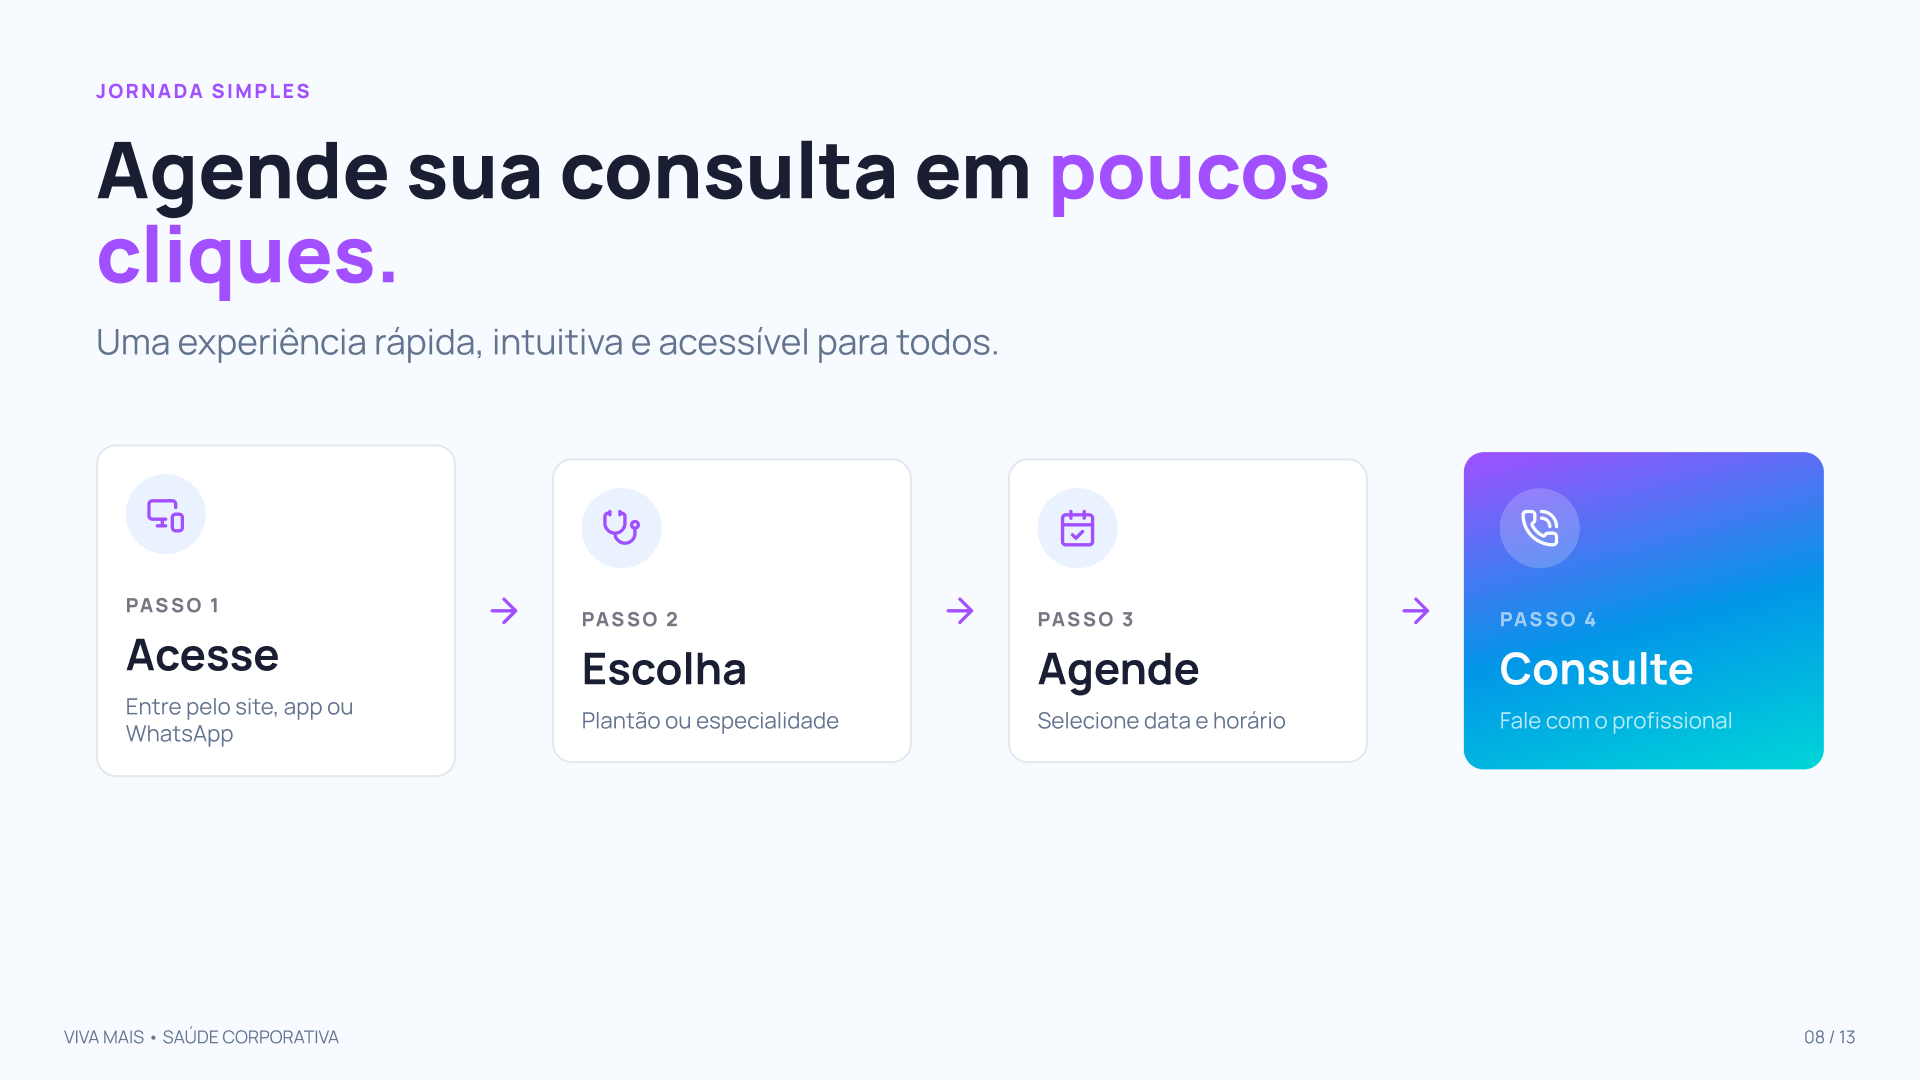 JORNADA SIMPLES
Agende sua consulta em poucos
cliques.
Uma experiência rápida, intuitiva e acessível para todos.
PASSO 1
Acesse
Entre pelo site, app ou
WhatsApp
PASSO 2
Escolha
Plantão ou especialidade
PASSO 3
Agende
Selecione data e horário
PASSO 4
Consulte
Fale com o profissional
VIVA MAIS • SAÚDE CORPORATIVA
08 / 13